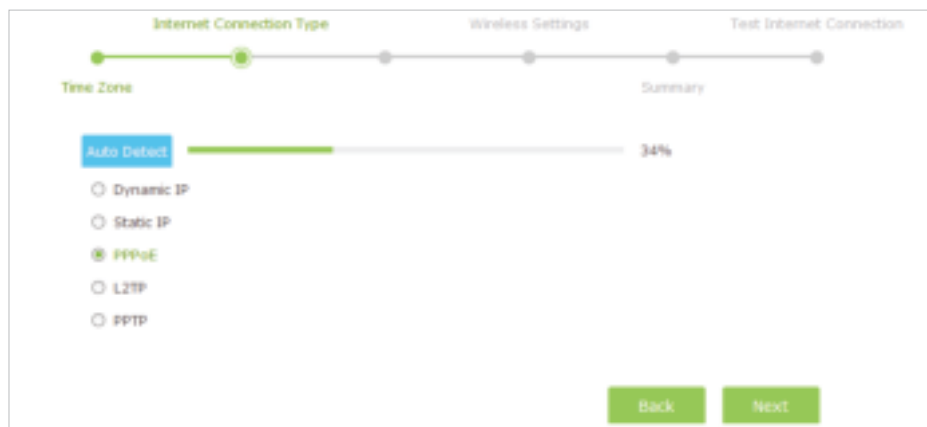 Internet Connection Type Wireless Settings Test Internet Connection
Time Zone Summary
Auto Detect 34%
Dynamic IP
Static IP
PPPoE
L2TP
PPTP
Back Next